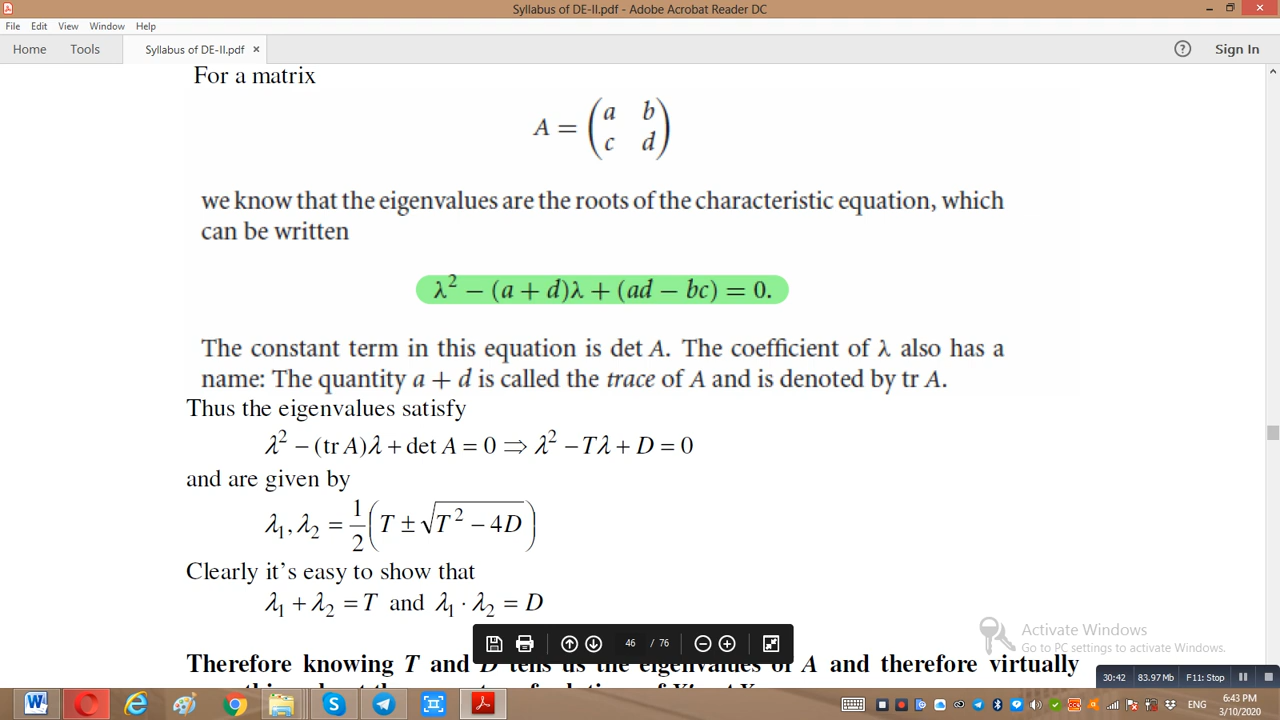 Syllabus of DE-II.pdf - Adobe Acrobat Reader DC
File Edit View Window Help
Home Tools Syllabus of DE-II.pdf × ? Sign In
For a matrix
A = ( a b
c d )
we know that the eigenvalues are the roots of the characteristic equation, which
can be written
λ² − (a + d)λ + (ad − bc) = 0.
The constant term in this equation is det A. The coefficient of λ also has a
name: The quantity a + d is called the trace of A and is denoted by tr A.
Thus the eigenvalues satisfy
λ² − (tr A)λ + det A = 0 ⇒ λ² − Tλ + D = 0
and are given by
λ₁, λ₂ = 1/2 ( T ± √(T² − 4D) )
Clearly it's easy to show that
λ₁ + λ₂ = T and λ₁ · λ₂ = D
46 / 76
Activate Windows
Go to PC settings to activate Windows.
Therefore knowing T and D tells us the eigenvalues of A and therefore virtually
30:42 83.97Mb F11: Stop
ENG
6:43 PM
3/10/2020